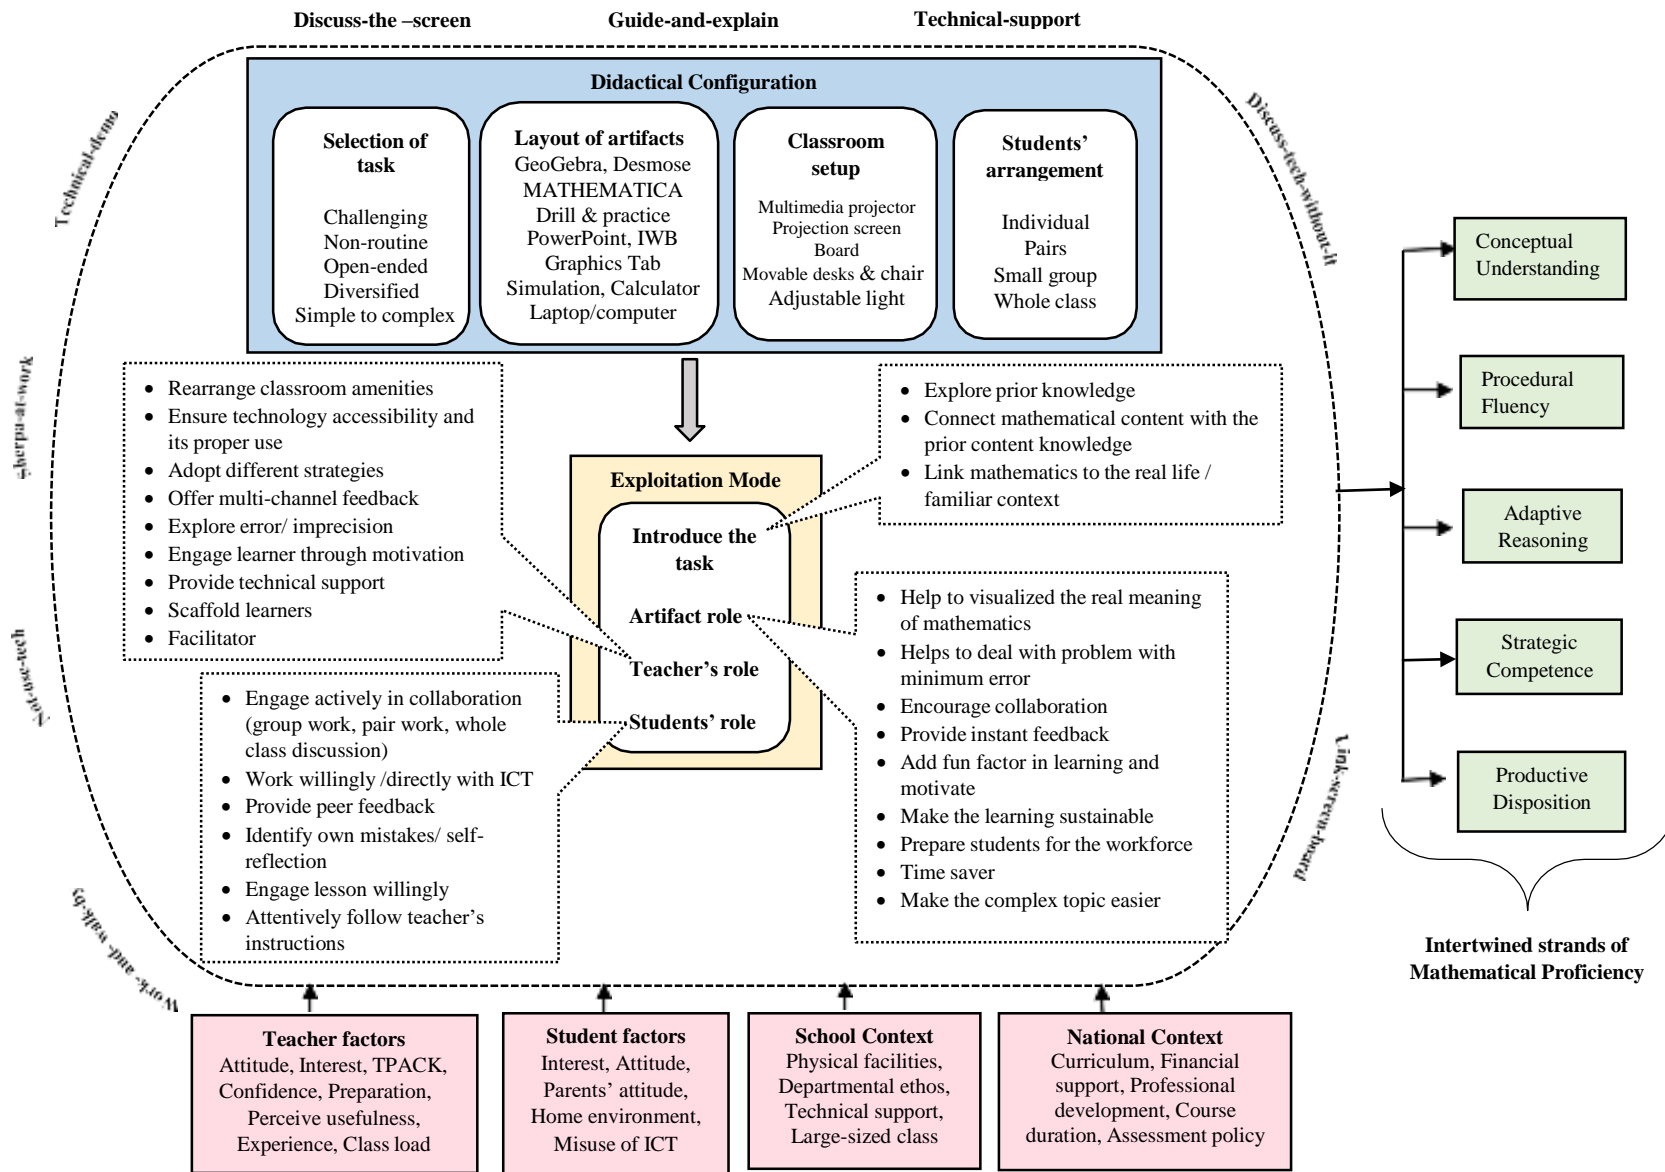 Discuss-the –screen
Guide-and-explain
Technical-support
Technical-demo
Sherpa-at-work
Not-use-tech
Work- and- walk-by
Discuss-tech-without-it
Link-screen-board
Didactical Configuration
Selection of
task
Challenging
Non-routine
Open-ended
Diversified
Simple to complex
Layout of artifacts
GeoGebra, Desmose
MATHEMATICA
Drill & practice
PowerPoint, IWB
Graphics Tab
Simulation, Calculator
Laptop/computer
Classroom
setup
Multimedia projector
Projection screen
Board
Movable desks & chair
Adjustable light
Students’
arrangement
Individual
Pairs
Small group
Whole class
• Rearrange classroom amenities
• Ensure technology accessibility and
its proper use
• Adopt different strategies
• Offer multi-channel feedback
• Explore error/ imprecision
• Engage learner through motivation
• Provide technical support
• Scaffold learners
• Facilitator
• Explore prior knowledge
• Connect mathematical content with the
prior content knowledge
• Link mathematics to the real life /
familiar context
Exploitation Mode
Introduce the
task
Artifact role
Teacher’s role
Students’ role
• Engage actively in collaboration
(group work, pair work, whole
class discussion)
• Work willingly /directly with ICT
• Provide peer feedback
• Identify own mistakes/ self-
reflection
• Engage lesson willingly
• Attentively follow teacher’s
instructions
• Help to visualized the real meaning
of mathematics
• Helps to deal with problem with
minimum error
• Encourage collaboration
• Provide instant feedback
• Add fun factor in learning and
motivate
• Make the learning sustainable
• Prepare students for the workforce
• Time saver
• Make the complex topic easier
Conceptual
Understanding
Procedural
Fluency
Adaptive
Reasoning
Strategic
Competence
Productive
Disposition
Intertwined strands of
Mathematical Proficiency
Teacher factors
Attitude, Interest, TPACK,
Confidence, Preparation,
Perceive usefulness,
Experience, Class load
Student factors
Interest, Attitude,
Parents’ attitude,
Home environment,
Misuse of ICT
School Context
Physical facilities,
Departmental ethos,
Technical support,
Large-sized class
National Context
Curriculum, Financial
support, Professional
development, Course
duration, Assessment policy